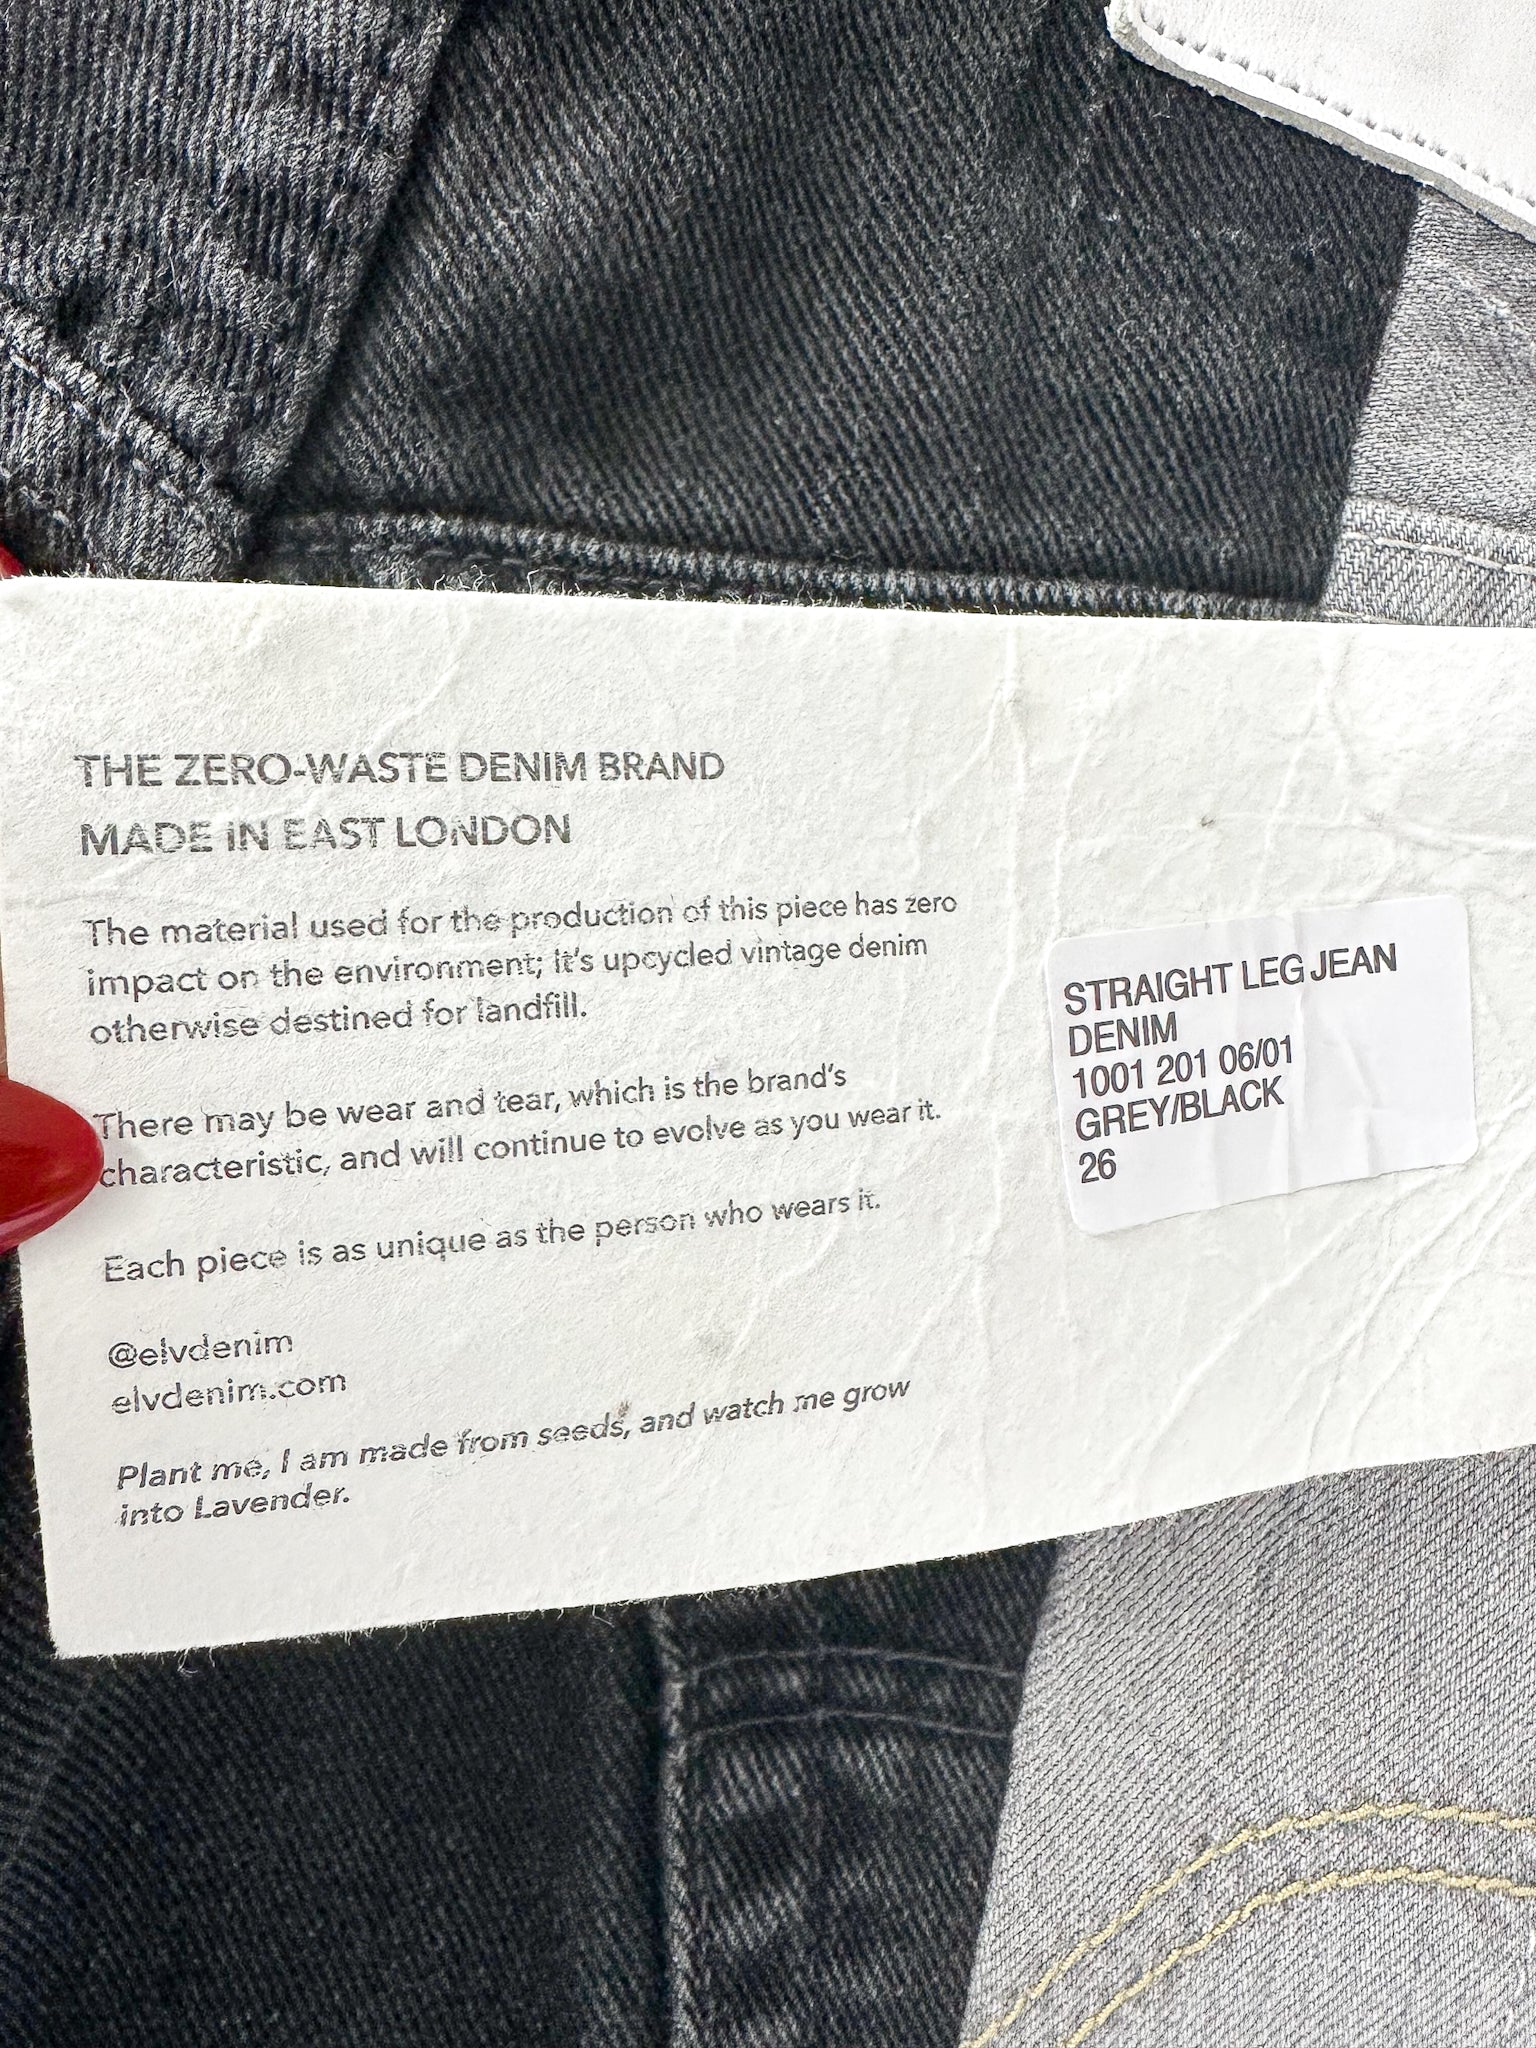 THE ZERO-WASTE DENIM BRAND
MADE IN EAST LONDON
The material used for the production of this piece has zero
impact on the environment; it's upcycled vintage denim
otherwise destined for landfill.
There may be wear and tear, which is the brand's
characteristic, and will continue to evolve as you wear it.
Each piece is as unique as the person who wears it.
@elvdenim
elvdenim.com
Plant me, I am made from seeds, and watch me grow
into Lavender.
STRAIGHT LEG JEAN
DENIM
1001 201 06/01
GREY/BLACK
26